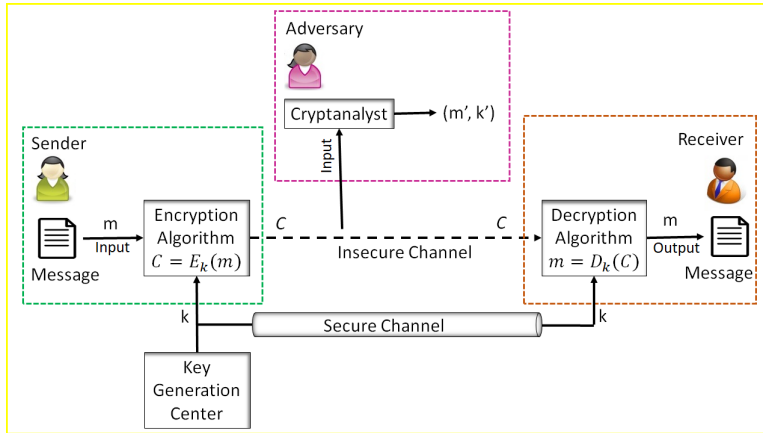 Adversary
Cryptanalyst
(m’, k’)
Input
Sender
Receiver
m
Input
Message
Encryption
Algorithm
C = E_k(m)
C
C
Insecure Channel
Decryption
Algorithm
m = D_k(C)
m
Output
Message
k
Secure Channel
k
Key
Generation
Center